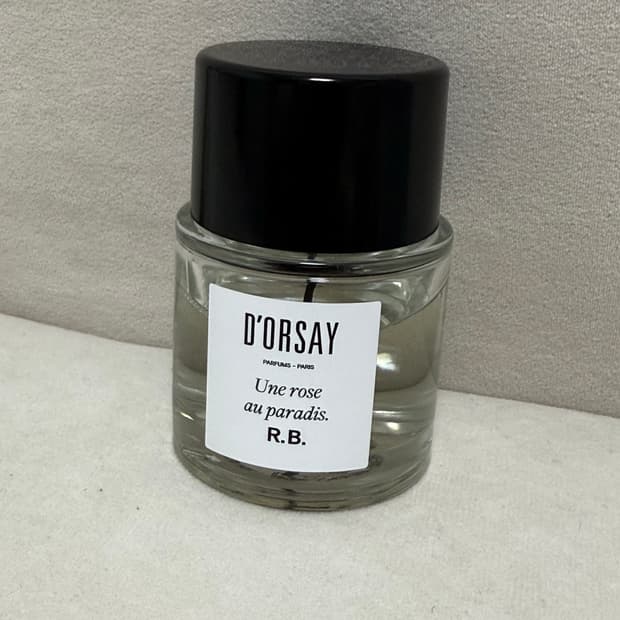 D'ORSAY
PARFUMS – PARIS
Une rose
au paradis.
R.B.